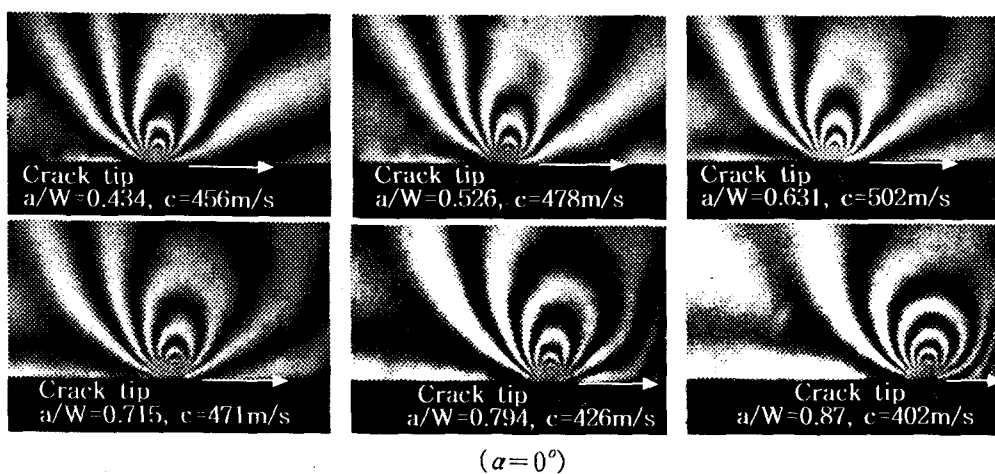 Crack tip
a/W=0.434, c=456m/s
Crack tip
a/W=0.526, c=478m/s
Crack tip
a/W=0.631, c=502m/s
Crack tip
a/W=0.715, c=471m/s
Crack tip
a/W=0.794, c=426m/s
Crack tip
a/W=0.87, c=402m/s
(α=0°)